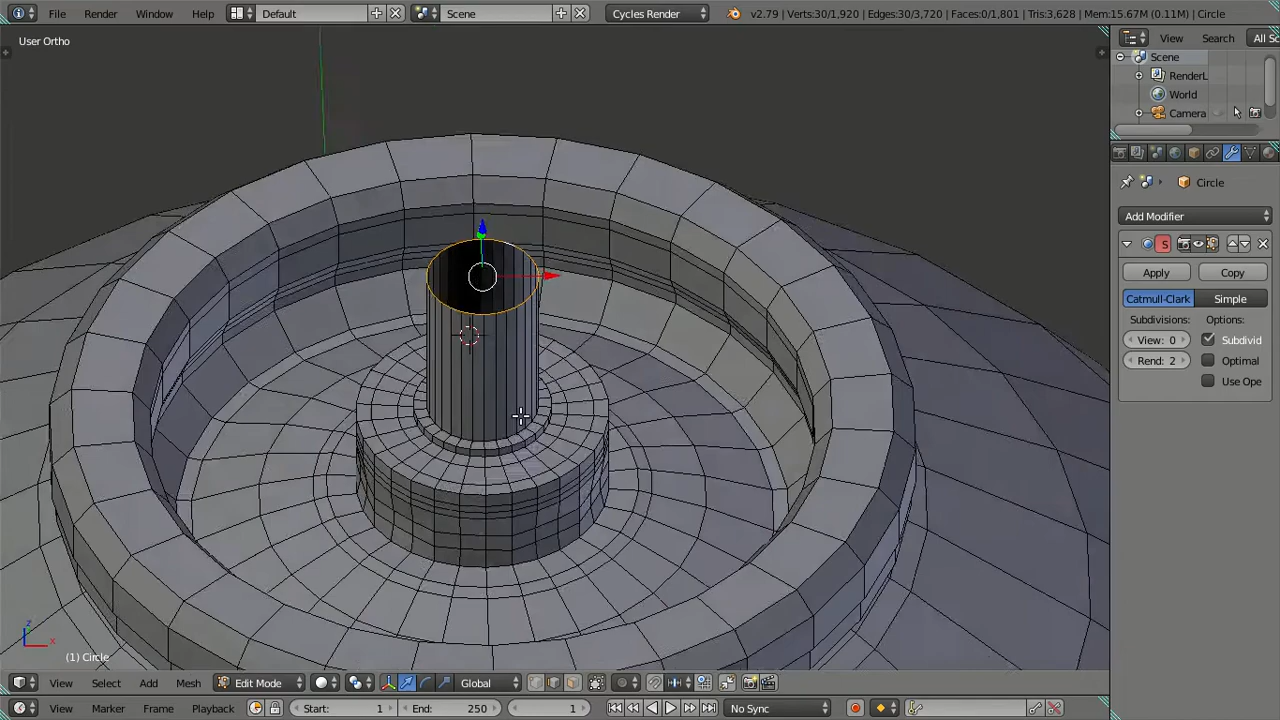 File Render Window Help Default Scene Cycles Render v2.79 | Verts:30/1,920 | Edges:30/3,720 | Faces:0/1,801 | Tris:3,628 | Mem:15.67M (0.11M) | Circle
User Ortho
View Search All Sc
Scene
RenderL
World
Camera
Circle
Add Modifier
S
Apply Copy
Catmull-Clark Simple
Subdivisions: Options:
View: 0 Subdivid
Rend: 2 Optimal
Use Ope
z
x
(1) Circle
View Select Add Mesh Edit Mode Global
View Marker Frame Playback Start: 1 End: 250 1 No Sync